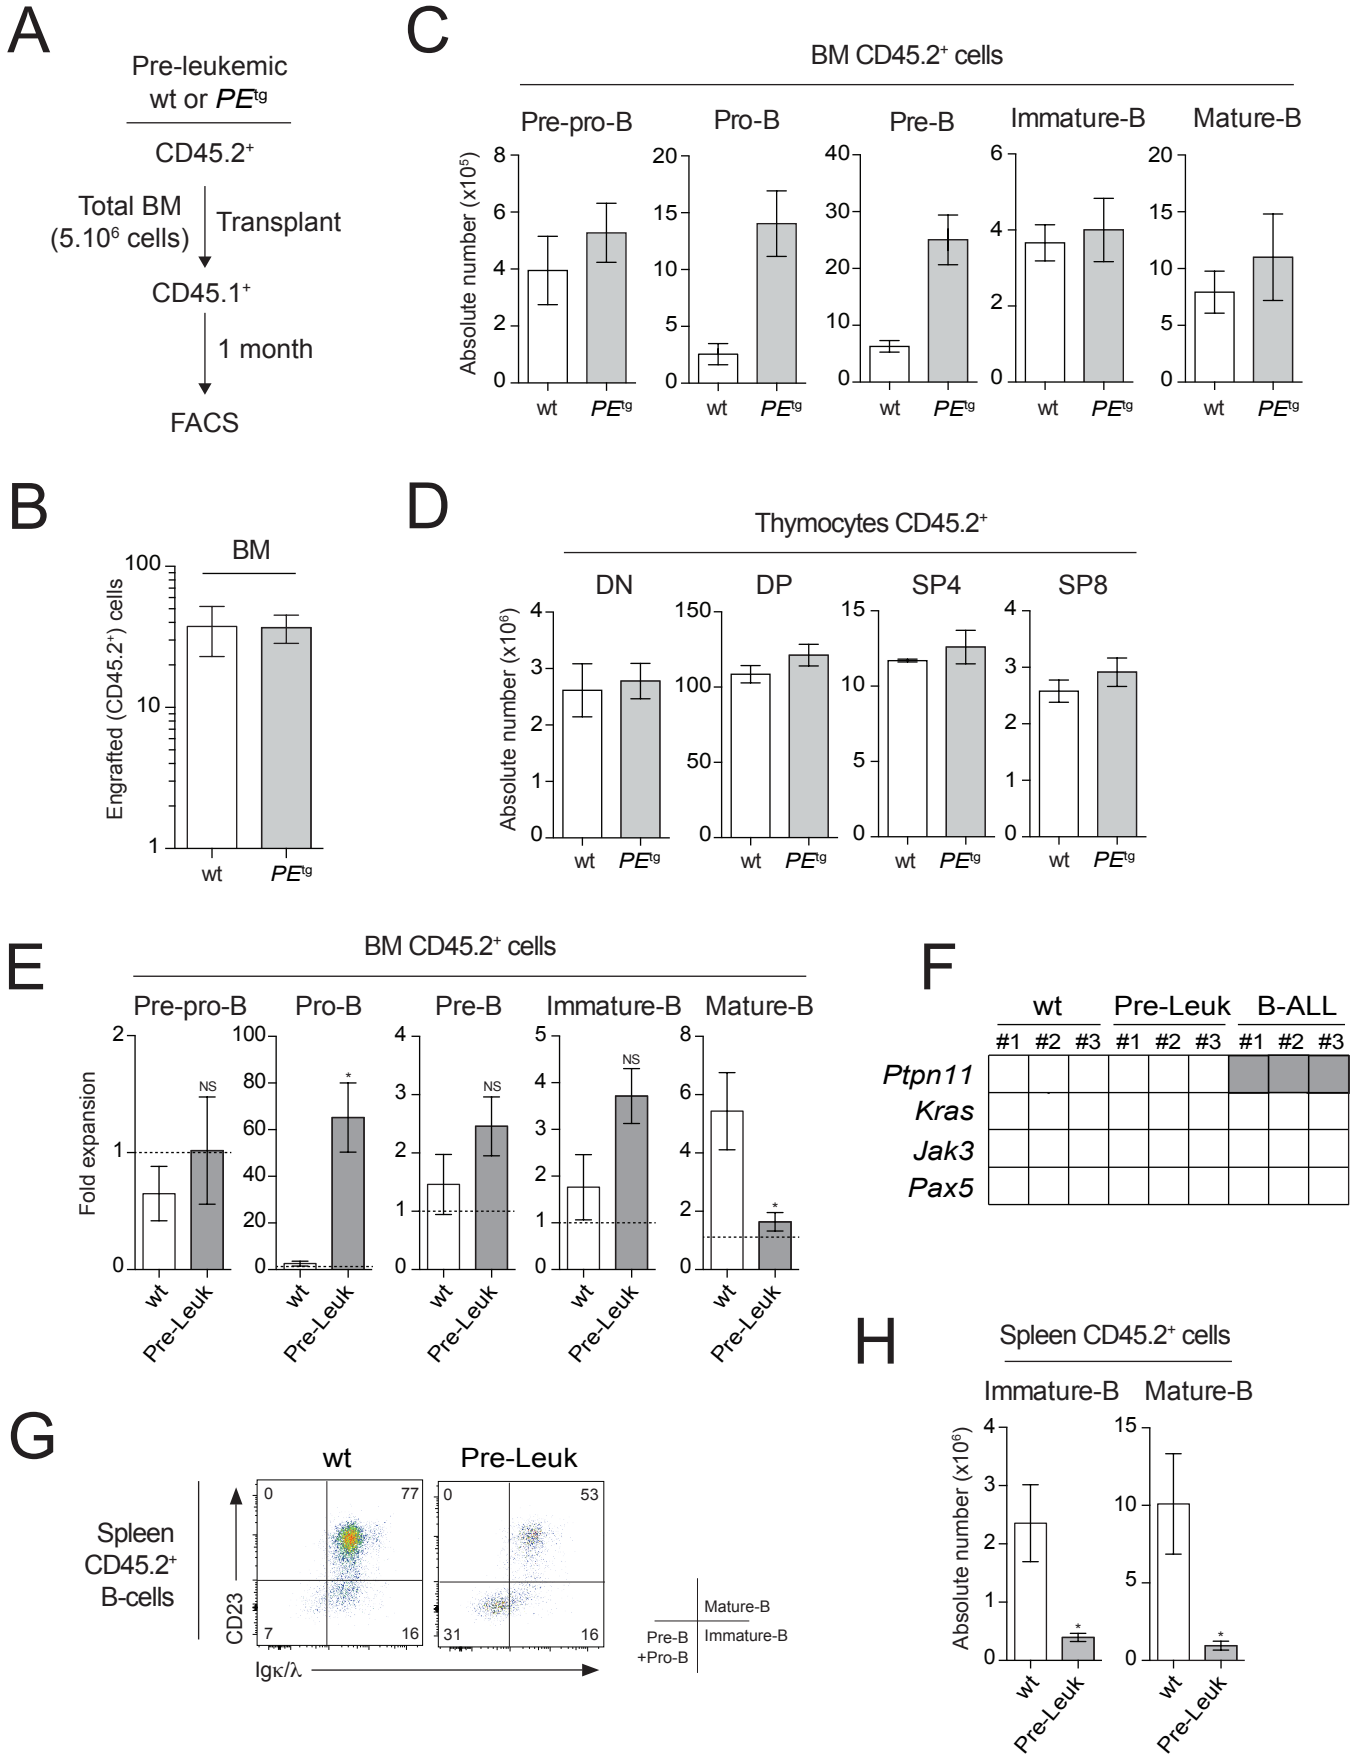 A
Pre-leukemic
wt or PEtg
CD45.2+
Total BM
(5.10⁶ cells)
Transplant
CD45.1+
1 month
FACS
C
BM CD45.2+ cells
Pre-pro-B Pro-B Pre-B Immature-B Mature-B
Absolute number (x10⁵)
8 6 4 2 0
20 15 10 5 0
40 30 20 10 0
6 4 2 0
20 15 10 5 0
wt PEtg wt PEtg wt PEtg wt PEtg wt PEtg
B
BM
Engrafted (CD45.2+) cells
100
10
1
wt PEtg
D
Thymocytes CD45.2+
DN DP SP4 SP8
Absolute number (x10⁶)
4 3 2 1 0
150 100 50 0
15 10 5 0
4 3 2 1 0
wt PEtg wt PEtg wt PEtg wt PEtg
E
BM CD45.2+ cells
Pre-pro-B Pro-B Pre-B Immature-B Mature-B
Fold expansion
2 1 0
100 80 60 40 20 0
4 3 2 1 0
5 4 3 2 1 0
8 6 4 2 0
NS * NS NS *
wt Pre-Leuk wt Pre-Leuk wt Pre-Leuk wt Pre-Leuk wt Pre-Leuk
F
wt Pre-Leuk B-ALL
#1 #2 #3 #1 #2 #3 #1 #2 #3
Ptpn11
Kras
Jak3
Pax5
G
wt Pre-Leuk
Spleen
CD45.2+
B-cells
CD23
0 77
7 16
0 53
31 16
Igκ/λ
Mature-B
Pre-B
+Pro-B
Immature-B
H
Spleen CD45.2+ cells
Immature-B Mature-B
Absolute number (x10⁶)
4 3 2 1 0
15 10 5 0
* *
wt Pre-Leuk wt Pre-Leuk